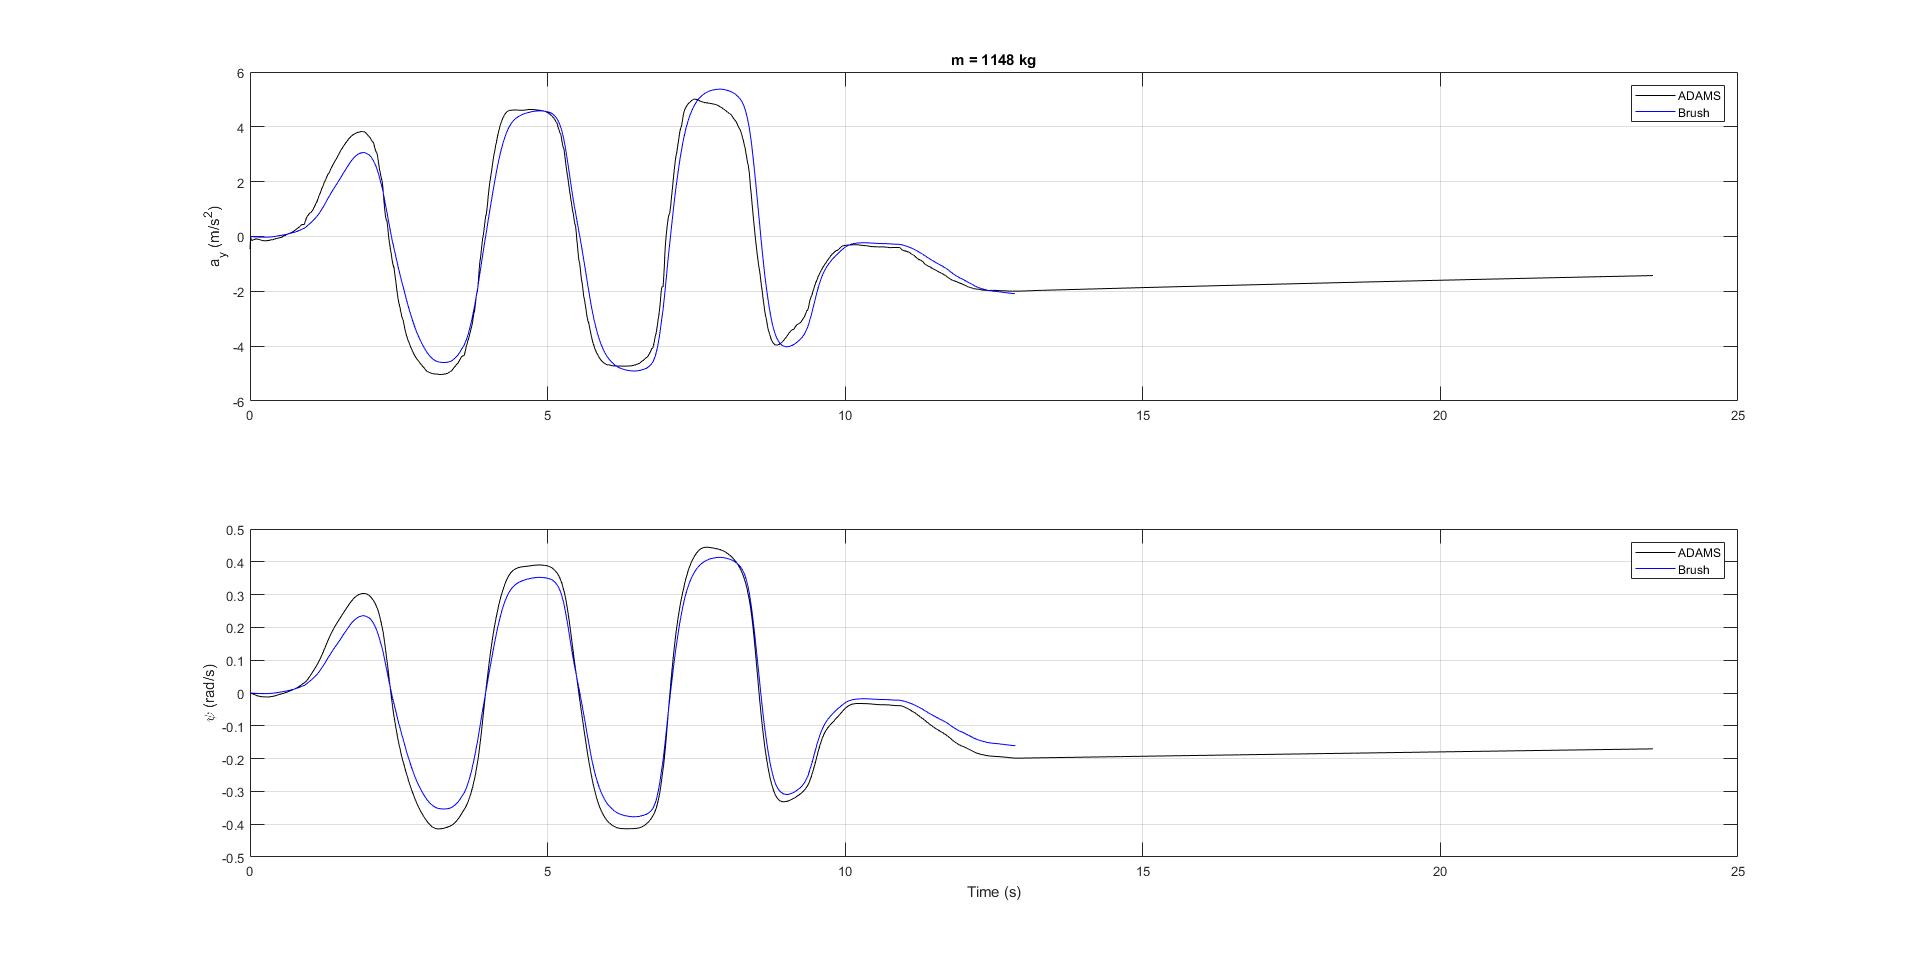 m = 1148 kg
6
4
2
0
-2
-4
-6
a_y (m/s^2)
ADAMS
Brush
0 5 10 15 20 25
0.5
0.4
0.3
0.2
0.1
0
-0.1
-0.2
-0.3
-0.4
-0.5
ψ̇ (rad/s)
ADAMS
Brush
0 5 10 15 20 25
Time (s)